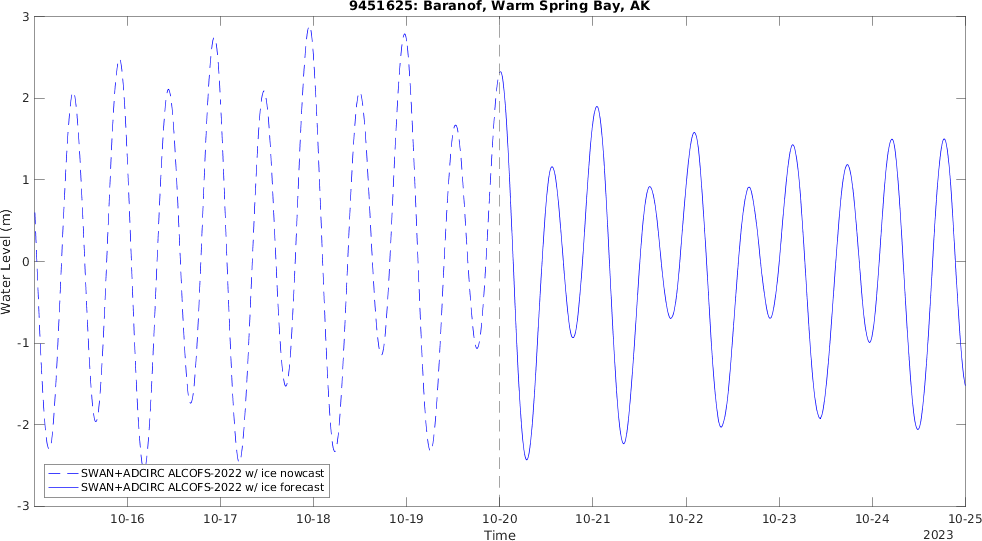 9451625: Baranof, Warm Spring Bay, AK
3
2
1
0
-1
-2
-3
Water Level (m)
SWAN+ADCIRC ALCOFS-2022 w/ ice nowcast
SWAN+ADCIRC ALCOFS-2022 w/ ice forecast
10-16 10-17 10-18 10-19 10-20 10-21 10-22 10-23 10-24 10-25
Time
2023